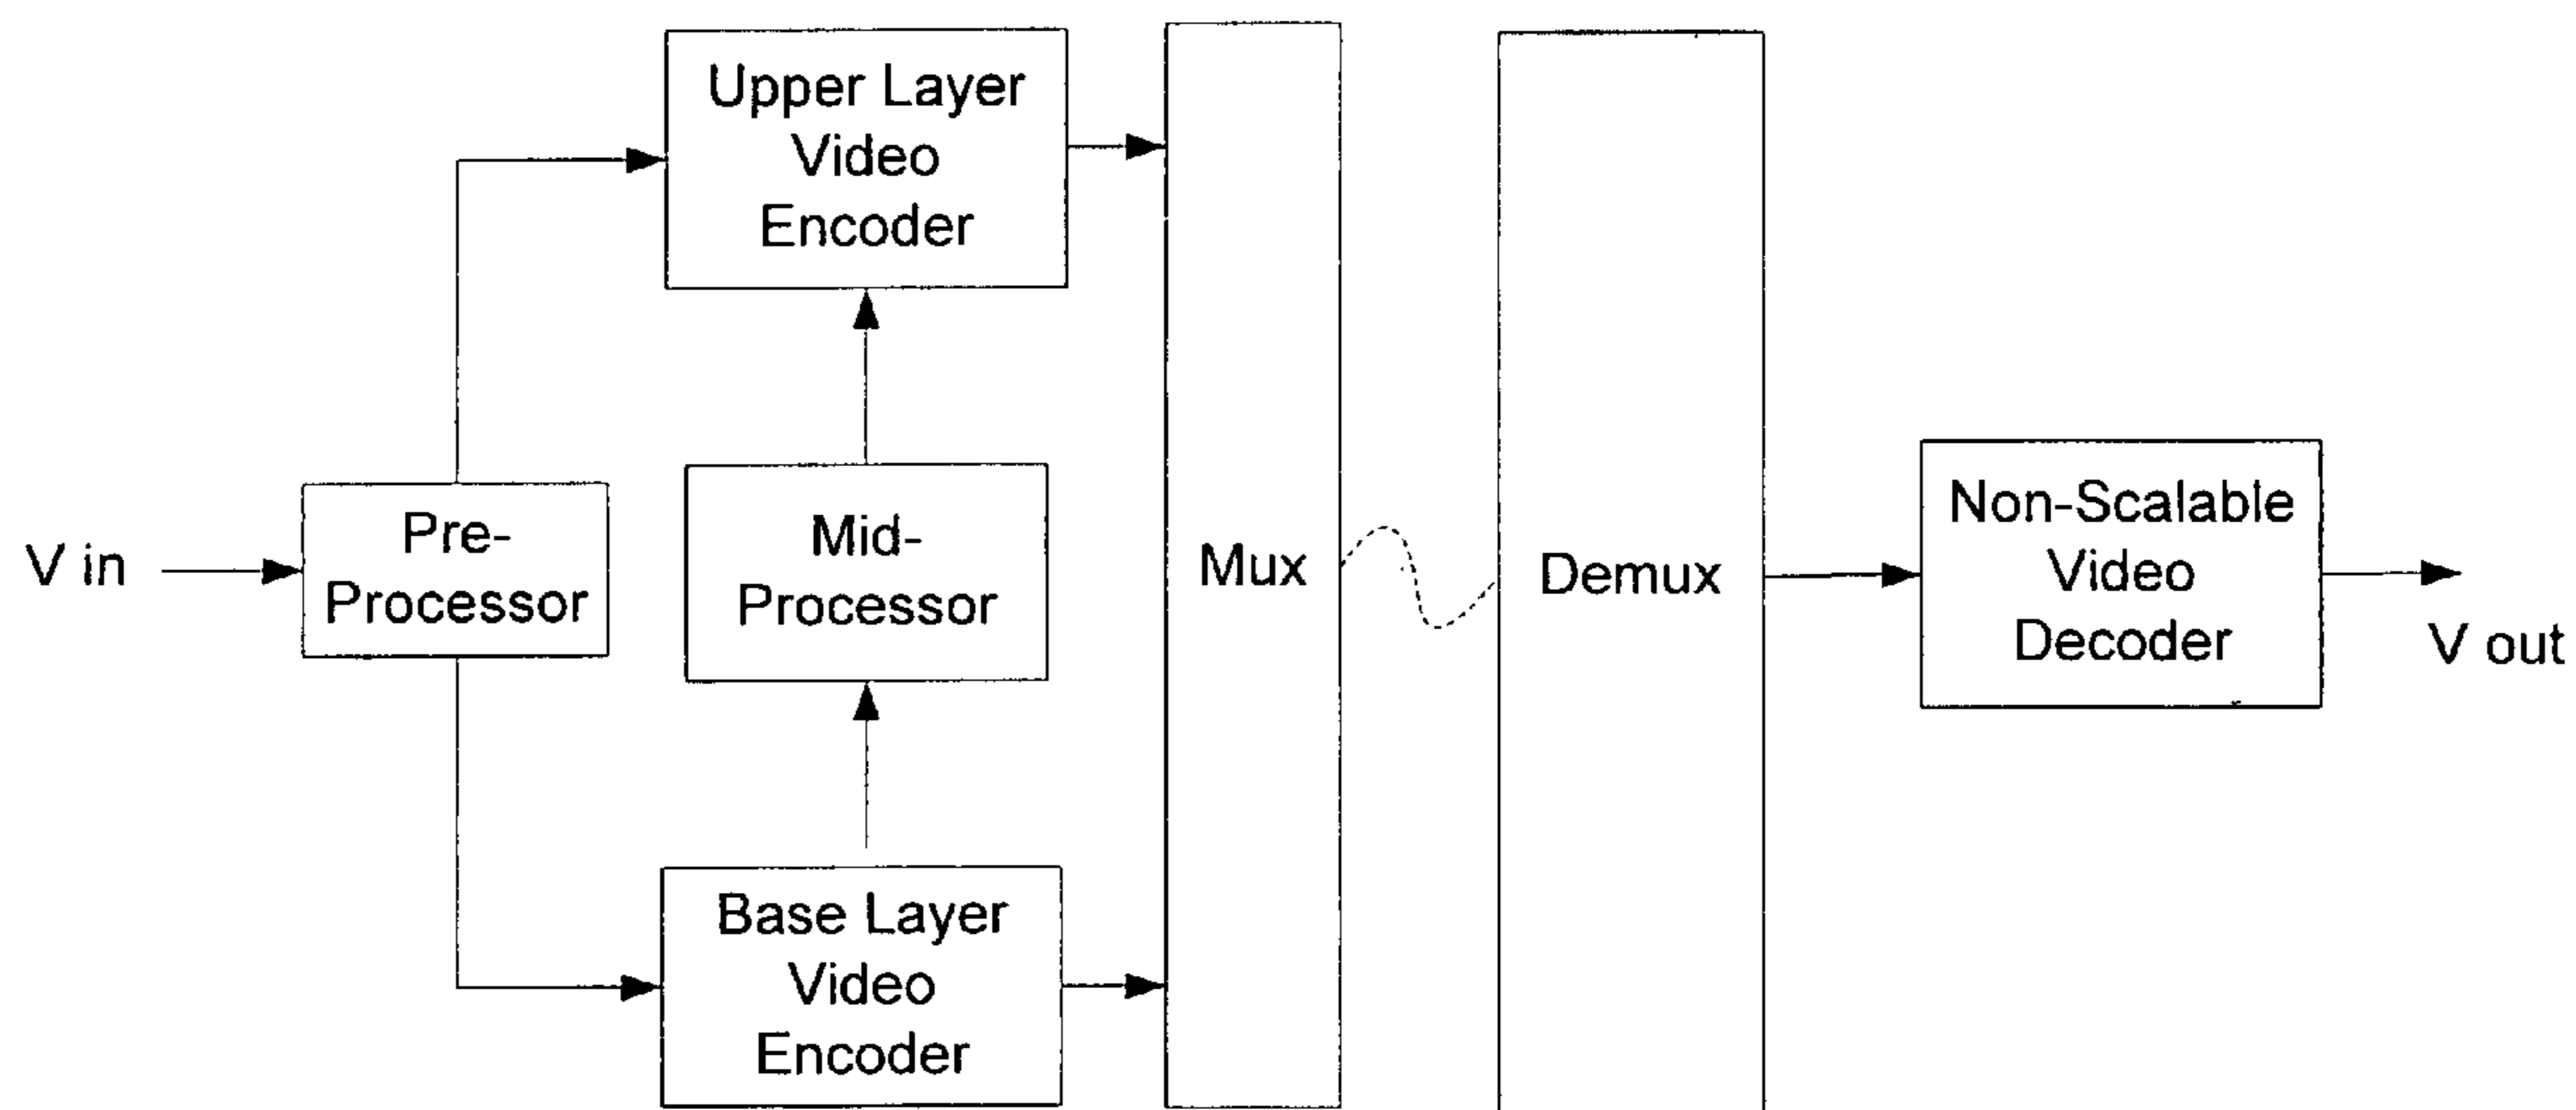 Upper Layer
Video
Encoder
V in
Pre-
Processor
Mid-
Processor
Mux
Demux
Non-Scalable
Video
Decoder
V out
Base Layer
Video
Encoder